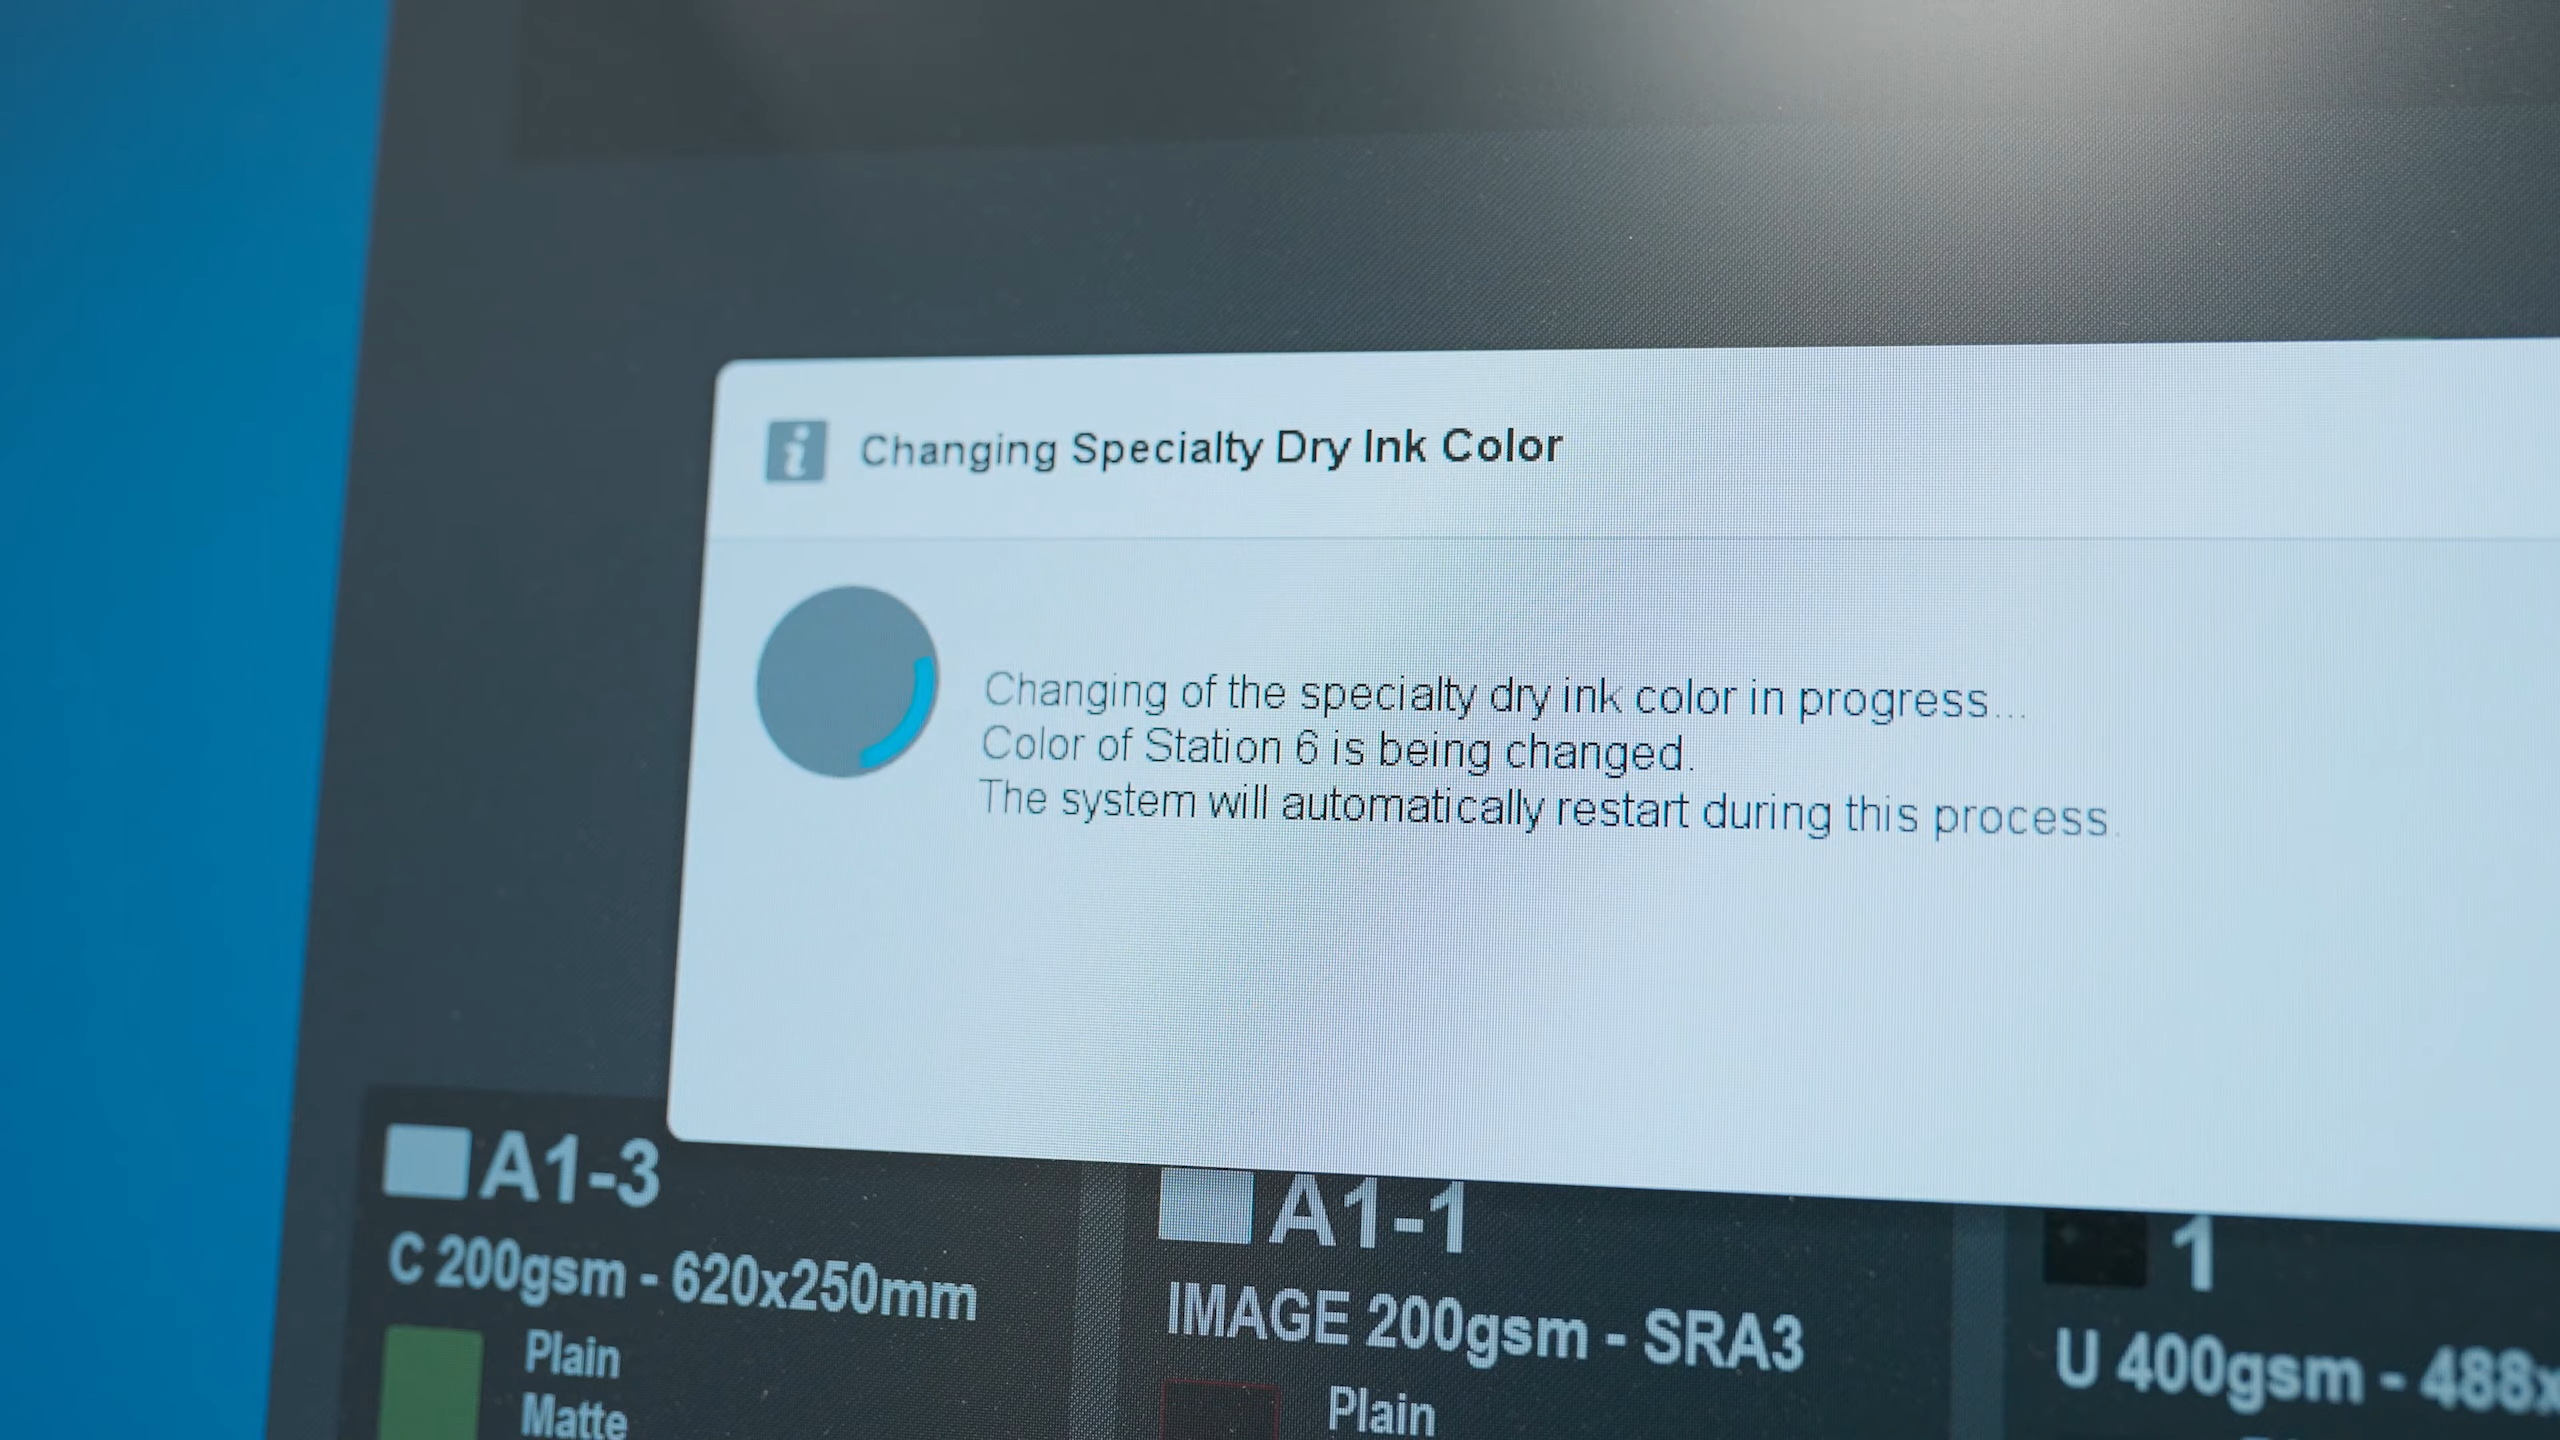 Changing Specialty Dry Ink Color
Changing of the specialty dry ink color in progress...
Color of Station 6 is being changed.
The system will automatically restart during this process.
A1-3
C 200gsm - 620x250mm
Plain
Matte
A1-1
IMAGE 200gsm - SRA3
Plain
1
U 400gsm - 488x